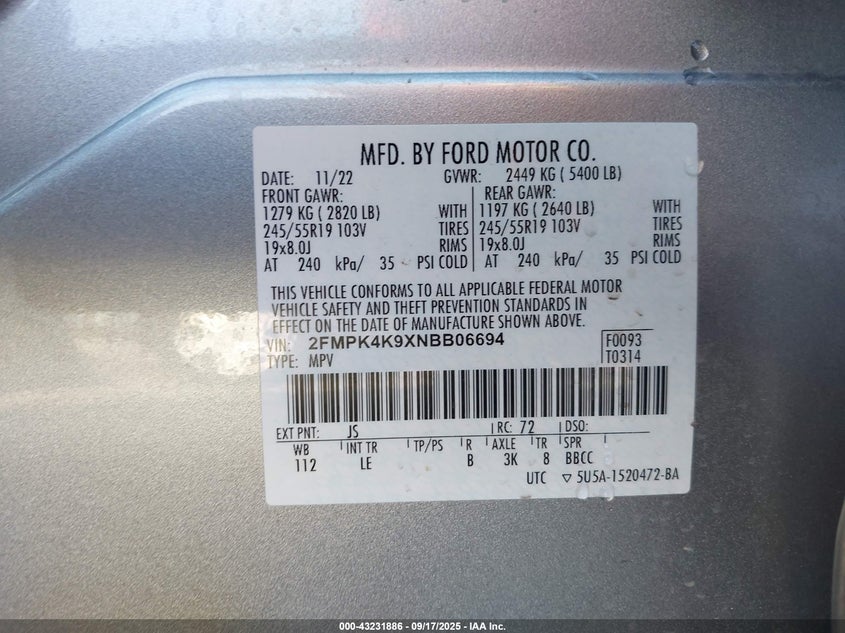 MFD. BY FORD MOTOR CO.
DATE: 11/22 GVWR: 2449 KG ( 5400 LB)
FRONT GAWR: REAR GAWR:
1279 KG ( 2820 LB) WITH 1197 KG ( 2640 LB) WITH
245/55R19 103V TIRES 245/55R19 103V TIRES
19x8.0J RIMS 19x8.0J RIMS
AT 240 kPa/ 35 PSI COLD AT 240 kPa/ 35 PSI COLD
THIS VEHICLE CONFORMS TO ALL APPLICABLE FEDERAL MOTOR
VEHICLE SAFETY AND THEFT PREVENTION STANDARDS IN
EFFECT ON THE DATE OF MANUFACTURE SHOWN ABOVE.
VIN: 2FMPK4K9XNBB06694 F0093
TYPE: MPV T0314
EXT PNT: JS RC: 72 DSO:
WB INT TR TP/PS R AXLE TR SPR
112 LE B 3K 8 BBCC
UTC ▽ 5U5A-1520472-BA
000-43231886 - 09/17/2025 - IAA Inc.